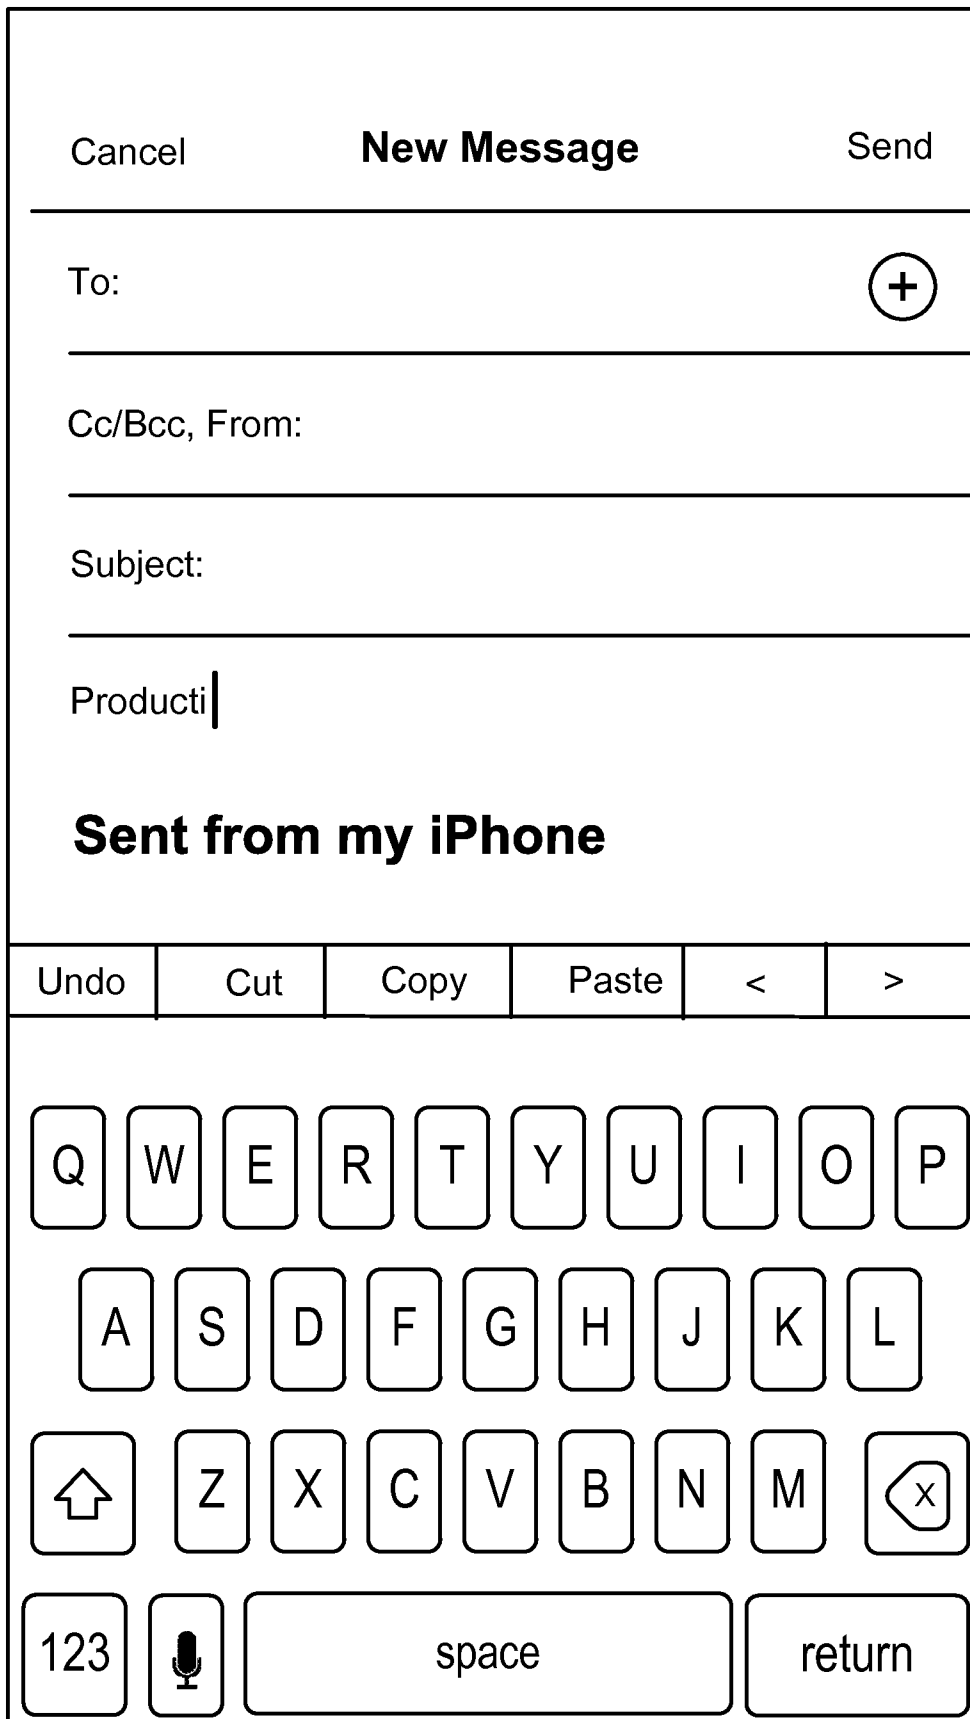 Cancel New Message Send
To: +
Cc/Bcc, From:
Subject:
Producti
Sent from my iPhone
Undo Cut Copy Paste < >
Q W E R T Y U I O P
A S D F G H J K L
Z X C V B N M X
123 space return